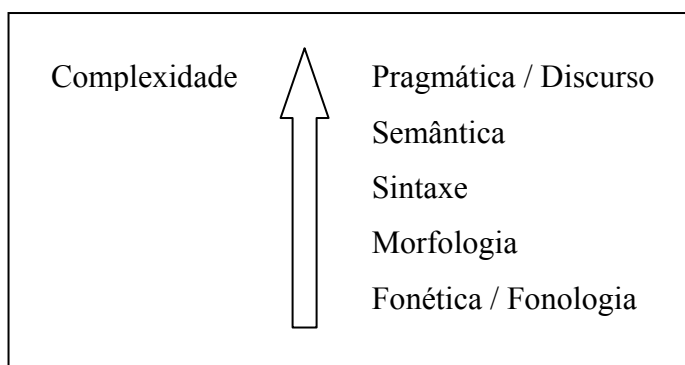 Complexidade
Pragmática / Discurso
Semântica
Sintaxe
Morfologia
Fonética / Fonologia